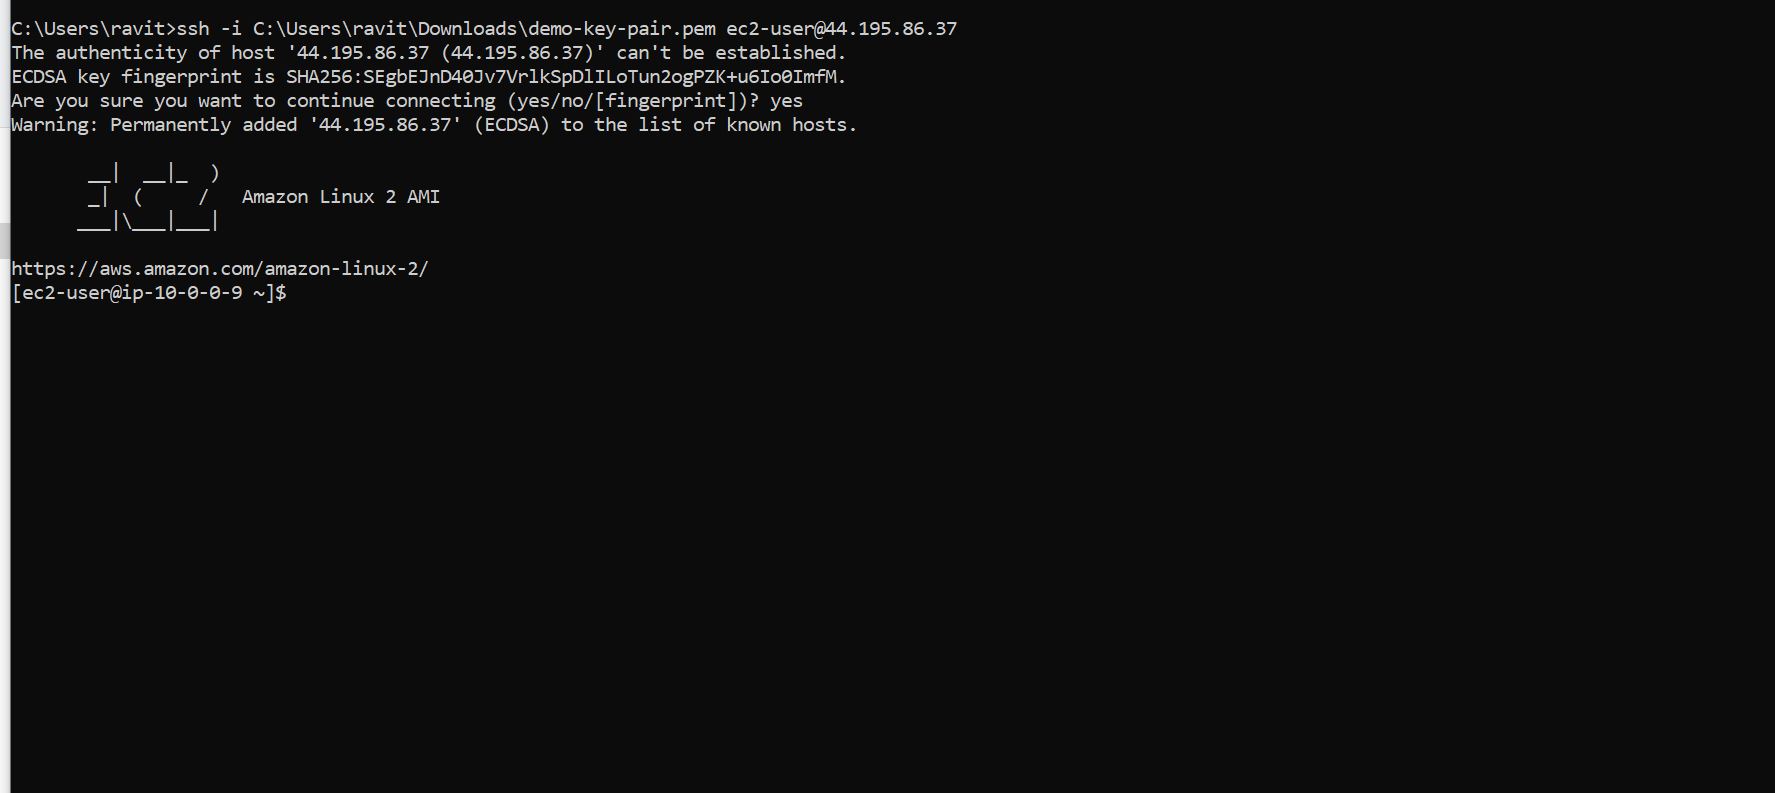 C:\Users\ravit>ssh -i C:\Users\ravit\Downloads\demo-key-pair.pem ec2-user@44.195.86.37
The authenticity of host '44.195.86.37 (44.195.86.37)' can't be established.
ECDSA key fingerprint is SHA256:SEgbEJnD40Jv7VrlkSpDlILoTun2ogPZK+u6Io0ImfM.
Are you sure you want to continue connecting (yes/no/[fingerprint])? yes
Warning: Permanently added '44.195.86.37' (ECDSA) to the list of known hosts.
       __|  __|_  )
       _|  (     /   Amazon Linux 2 AMI
      ___|\___|___|
https://aws.amazon.com/amazon-linux-2/
[ec2-user@ip-10-0-0-9 ~]$